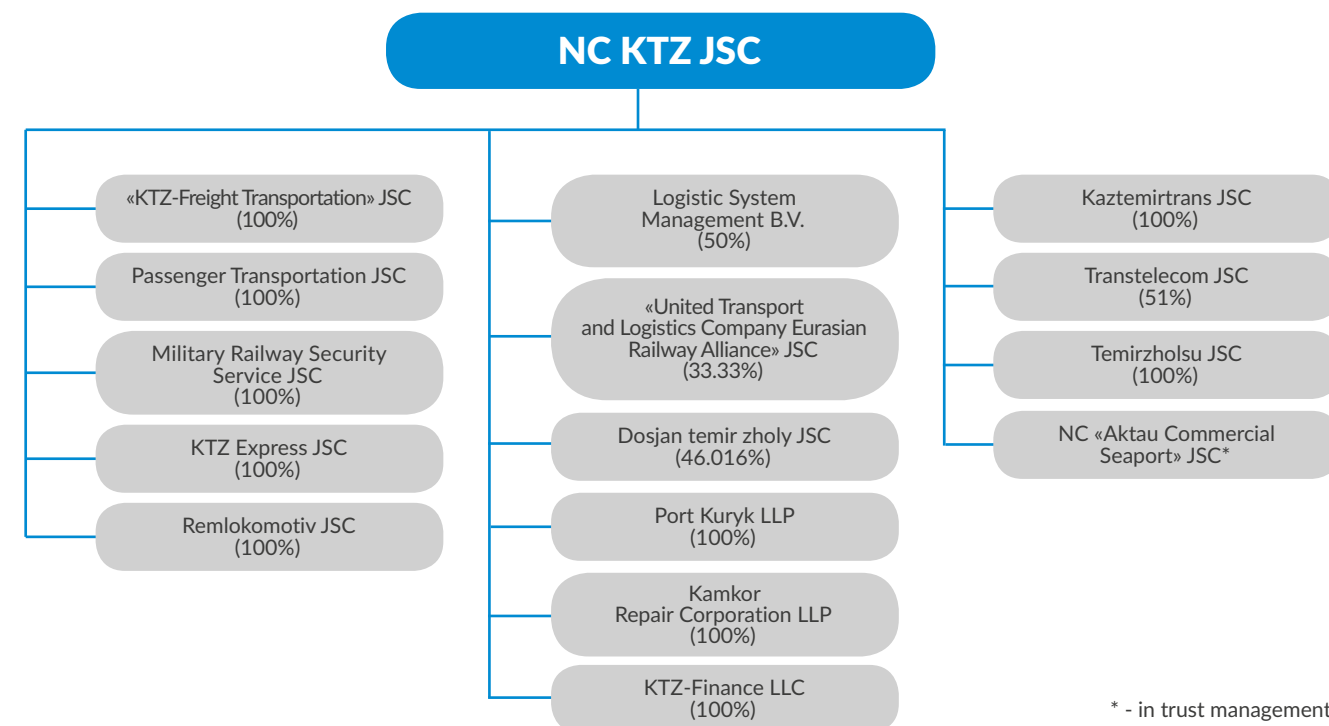 NC KTZ JSC
«KTZ-Freight Transportation» JSC
(100%)
Passenger Transportation JSC
(100%)
Military Railway Security
Service JSC
(100%)
KTZ Express JSC
(100%)
Remlokomotiv JSC
(100%)
Logistic System
Management B.V.
(50%)
«United Transport
and Logistics Company Eurasian
Railway Alliance» JSC
(33.33%)
Dosjan temir zholy JSC
(46.016%)
Port Kuryk LLP
(100%)
Kamkor
Repair Corporation LLP
(100%)
KTZ-Finance LLC
(100%)
Kaztemirtrans JSC
(100%)
Transtelecom JSC
(51%)
Temirzholsu JSC
(100%)
NC «Aktau Commercial
Seaport» JSC*
* - in trust management